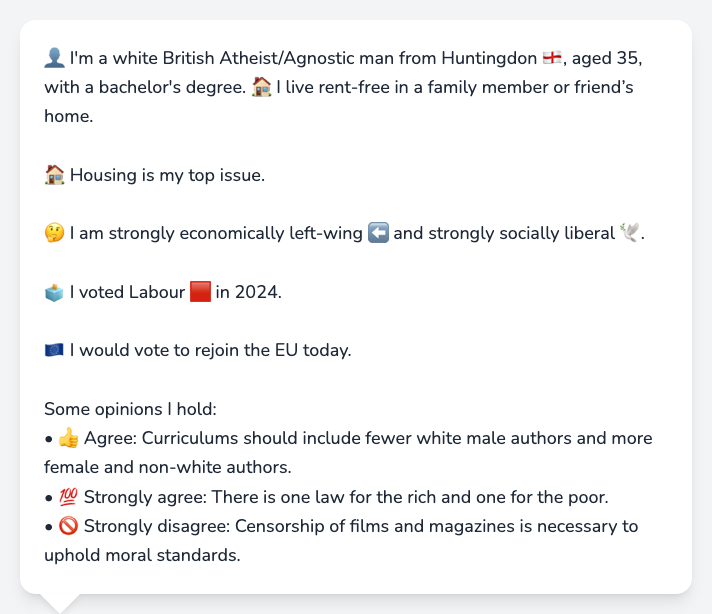 👤 I'm a white British Atheist/Agnostic man from Huntingdon 🏴󠁧󠁢󠁥󠁮󠁧󠁿, aged 35,
with a bachelor's degree. 🏠 I live rent-free in a family member or friend’s
home.
🏠 Housing is my top issue.
🤔 I am strongly economically left-wing ⬅️ and strongly socially liberal 🕊️.
🗳️ I voted Labour 🟥 in 2024.
🇪🇺 I would vote to rejoin the EU today.
Some opinions I hold:
• 👍 Agree: Curriculums should include fewer white male authors and more
female and non-white authors.
• 💯 Strongly agree: There is one law for the rich and one for the poor.
• 🚫 Strongly disagree: Censorship of films and magazines is necessary to
uphold moral standards.